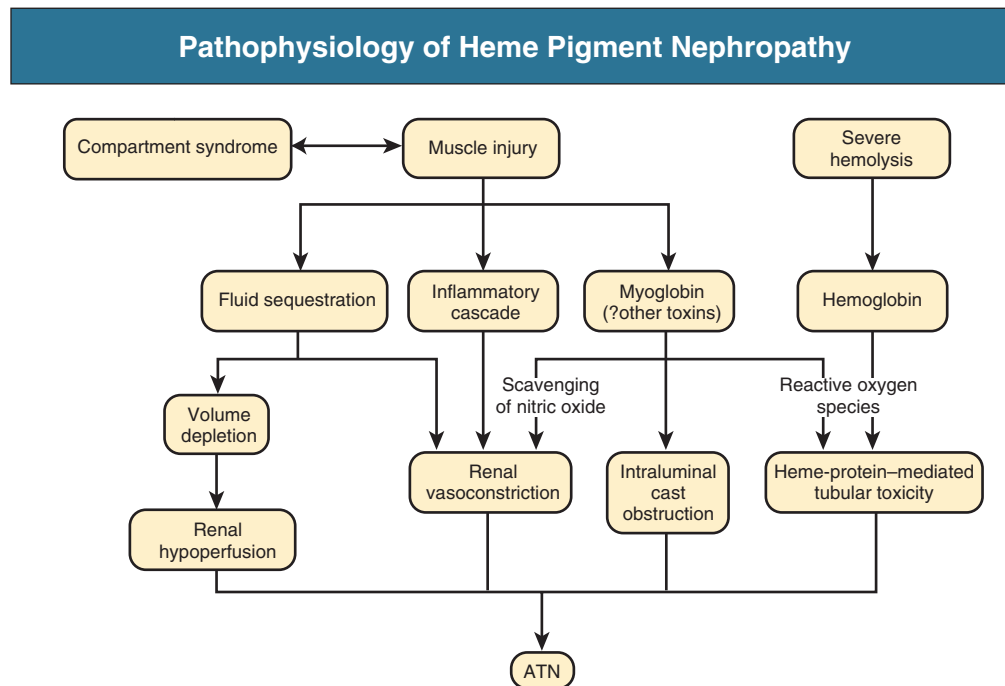 Pathophysiology of Heme Pigment Nephropathy
Compartment syndrome
Muscle injury
Severe
hemolysis
Fluid sequestration
Inflammatory
cascade
Myoglobin
(?other toxins)
Hemoglobin
Scavenging
of nitric oxide
Reactive oxygen
species
Volume
depletion
Renal
vasoconstriction
Intraluminal
cast
obstruction
Heme-protein–mediated
tubular toxicity
Renal
hypoperfusion
ATN